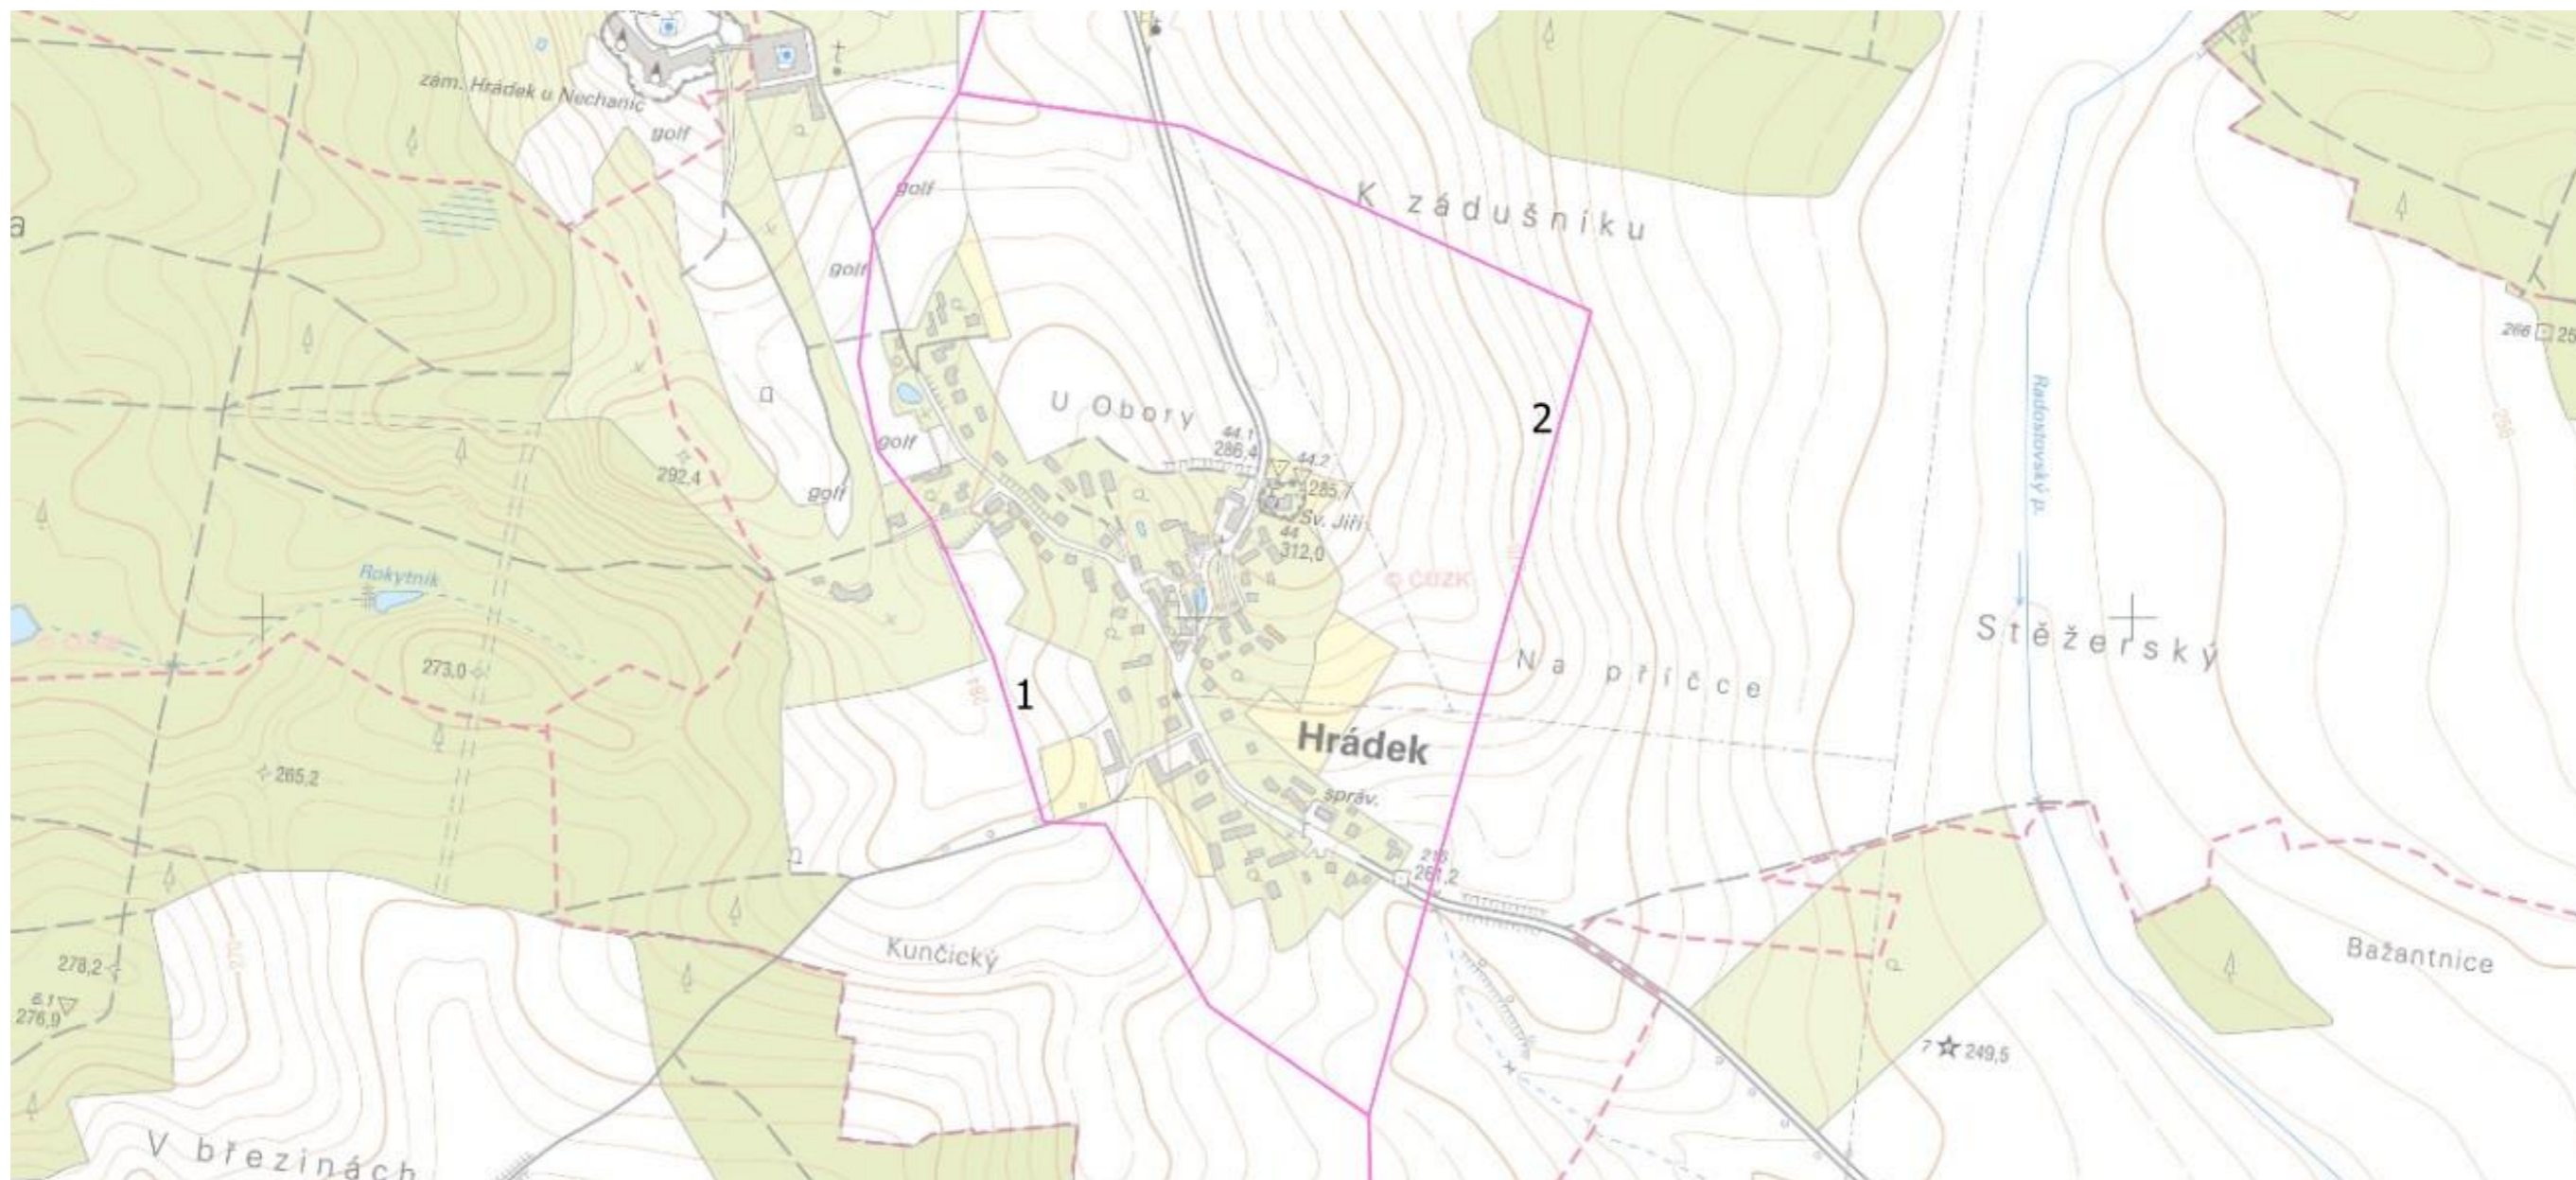 zám. Hrádek u Nechanic
golf
golf
K zádušníku
a
golf
266
U Obory
44.1
286,4
44.2
285,7
2
golf
Radostovský p.
292,4
golf
Sv. Jiří
44
312,0
© ČÚZK
Rokytník
Stěžerský
273,0
Na příčce
1
Hrádek
265,2
správ.
261,2
Kunčický
Bažantnice
278,2
276,9
7
249,5
V březinách